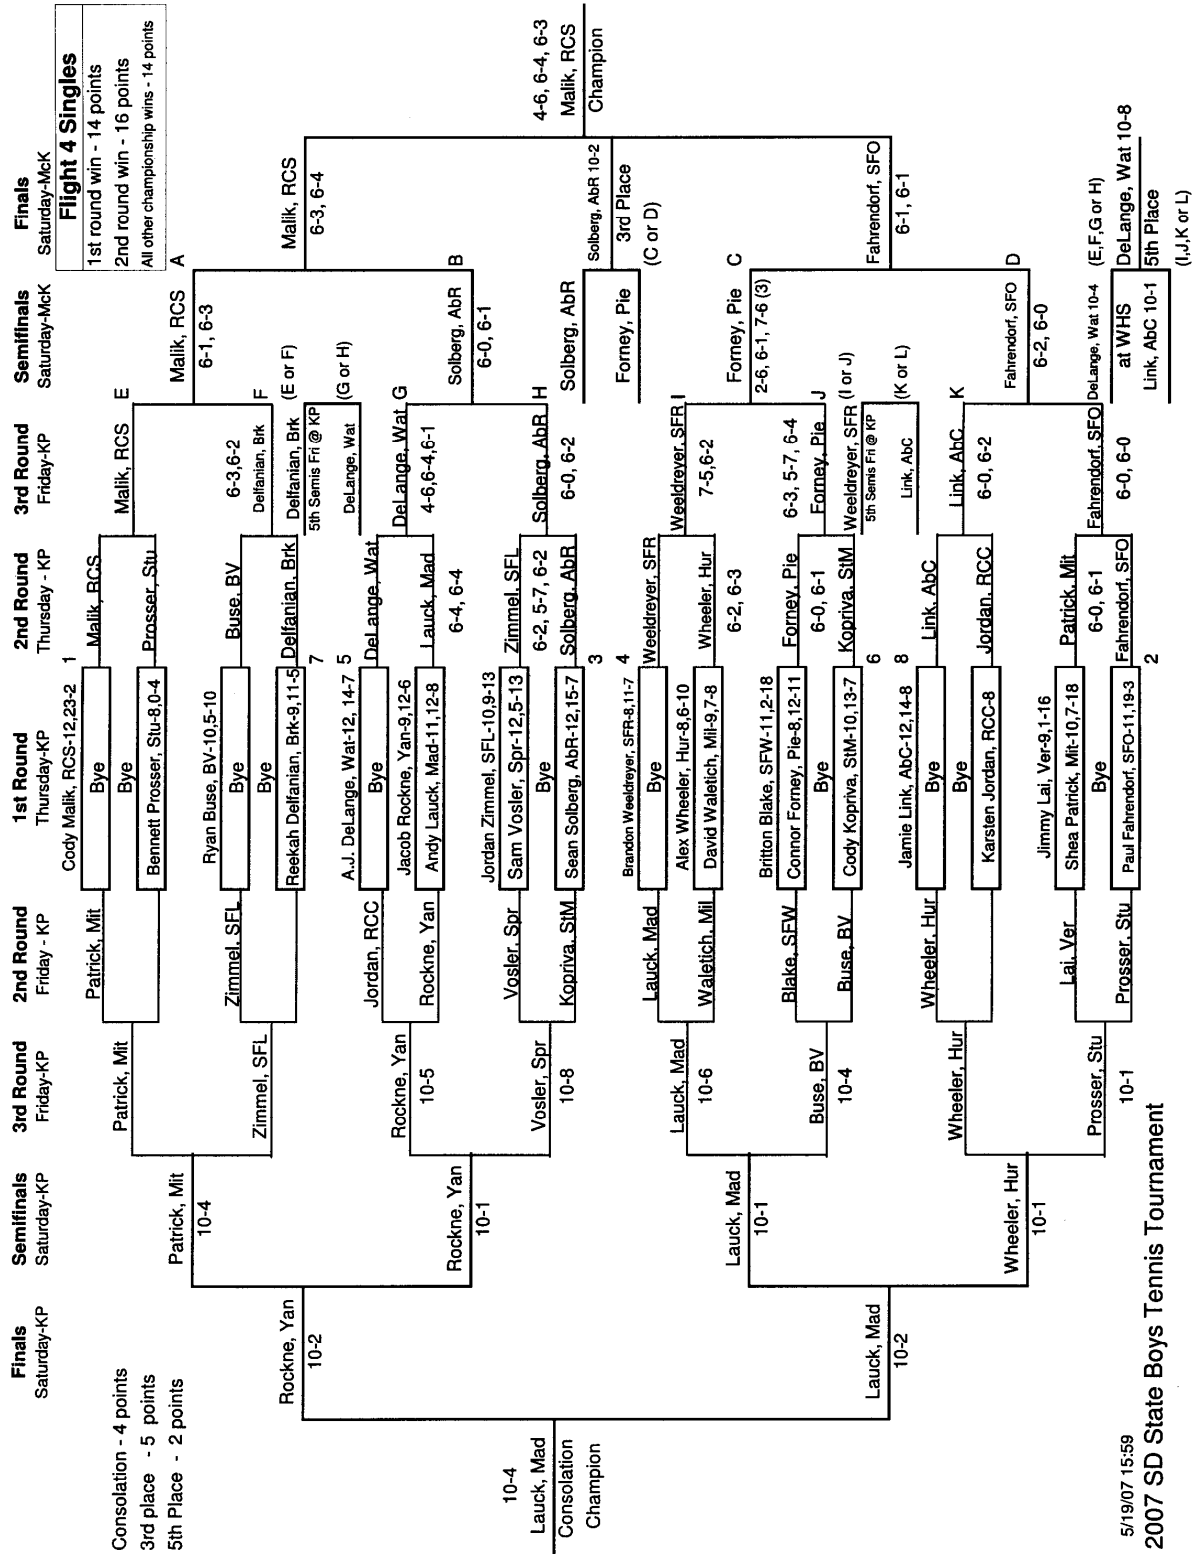 Finals
Saturday-KP
Semifinals
Saturday-KP
3rd Round
Friday-KP
2nd Round
Friday - KP
1st Round
Thursday-KP
2nd Round
Thursday - KP
3rd Round
Friday-KP
Semifinals
Saturday-McK
Finals
Saturday-McK
Flight 4 Singles
1st round win - 14 points
2nd round win - 16 points
All other championship wins - 14 points
Consolation - 4 points
3rd place - 5 points
5th Place - 2 points
Cody Malik, RCS-12,23-2
1
Bye
Bye
Bennett Prosser, Stu-8,0-4
Ryan Buse, BV-10,5-10
Bye
Bye
Reekah Delfanian, Brk-9,11-5
7
A.J. DeLange, Wat-12, 14-7
5
Bye
Jacob Rockne, Yan-9,12-6
Andy Lauck, Mad-11,12-8
Jordan Zimmel, SFL-10,9-13
Sam Vosler, Spr-12,5-13
Bye
Sean Solberg, AbR-12,15-7
3
Brandon Weeldreyer, SFR-8,11-7
4
Bye
Alex Wheeler, Hur-8,6-10
David Waletich, Mil-9,7-8
Britton Blake, SFW-11,2-18
Connor Forney, Pie-8,12-11
Bye
Cody Kopriva, StM-10,13-7
6
Jamie Link, AbC-12,14-8
8
Bye
Bye
Karsten Jordan, RCC-8
Jimmy Lai, Ver-9,1-16
Shea Patrick, Mit-10,7-18
Bye
Paul Fahrendorf, SFO-11,19-3
2
Malik, RCS
Prosser, Stu
Buse, BV
Delfanian, Brk
DeLange, Wat
Lauck, Mad
6-4, 6-4
Zimmel, SFL
6-2, 5-7, 6-2
Solberg, AbR
Weeldreyer, SFR
Wheeler, Hur
6-2, 6-3
Forney, Pie
6-0, 6-1
Kopriva, StM
Link, AbC
Jordan, RCC
Patrick, Mit
6-0, 6-1
Fahrendorf, SFO
Malik, RCS
E
6-3,6-2
Delfanian, Brk
F
Delfanian, Brk
(E or F)
5th Semis Fri @ KP
(G or H)
DeLange, Wat
DeLange, Wat
G
4-6,6-4,6-1
Solberg, AbR
H
6-0, 6-2
Weeldreyer, SFR
I
7-5,6-2
6-3, 5-7, 6-4
Forney, Pie
J
Weeldreyer, SFR
(I or J)
5th Semis Fri @ KP
(K or L)
Link, AbC
Link, AbC
K
6-0, 6-2
Fahrendorf, SFO
6-0, 6-0
Malik, RCS
A
6-1, 6-3
Solberg, AbR
B
6-0, 6-1
Solberg, AbR
Forney, Pie
Forney, Pie
C
2-6, 6-1, 7-6 (3)
Fahrendorf, SFO
D
6-2, 6-0
DeLange, Wat 10-4
(E,F,G or H)
at WHS
Link, AbC 10-1
Malik, RCS
6-3, 6-4
Solberg, AbR 10-2
3rd Place
(C or D)
Fahrendorf, SFO
6-1, 6-1
DeLange, Wat 10-8
5th Place
(I,J,K or L)
4-6, 6-4, 6-3
Malik, RCS
Champion
Patrick, Mit
Zimmel, SFL
Jordan, RCC
Rockne, Yan
Vosler, Spr
Kopriva, StM
Lauck, Mad
Waletich, Mil
Blake, SFW
Buse, BV
Wheeler, Hur
Lai, Ver
Prosser, Stu
Patrick, Mit
Zimmel, SFL
Rockne, Yan
10-5
Vosler, Spr
10-8
Lauck, Mad
10-6
Buse, BV
10-4
Wheeler, Hur
Prosser, Stu
10-1
Patrick, Mit
10-4
Rockne, Yan
10-1
Lauck, Mad
10-1
Wheeler, Hur
10-1
Rockne, Yan
10-2
Lauck, Mad
10-2
10-4
Lauck, Mad
Consolation
Champion
5/19/07 15:59
2007 SD State Boys Tennis Tournament